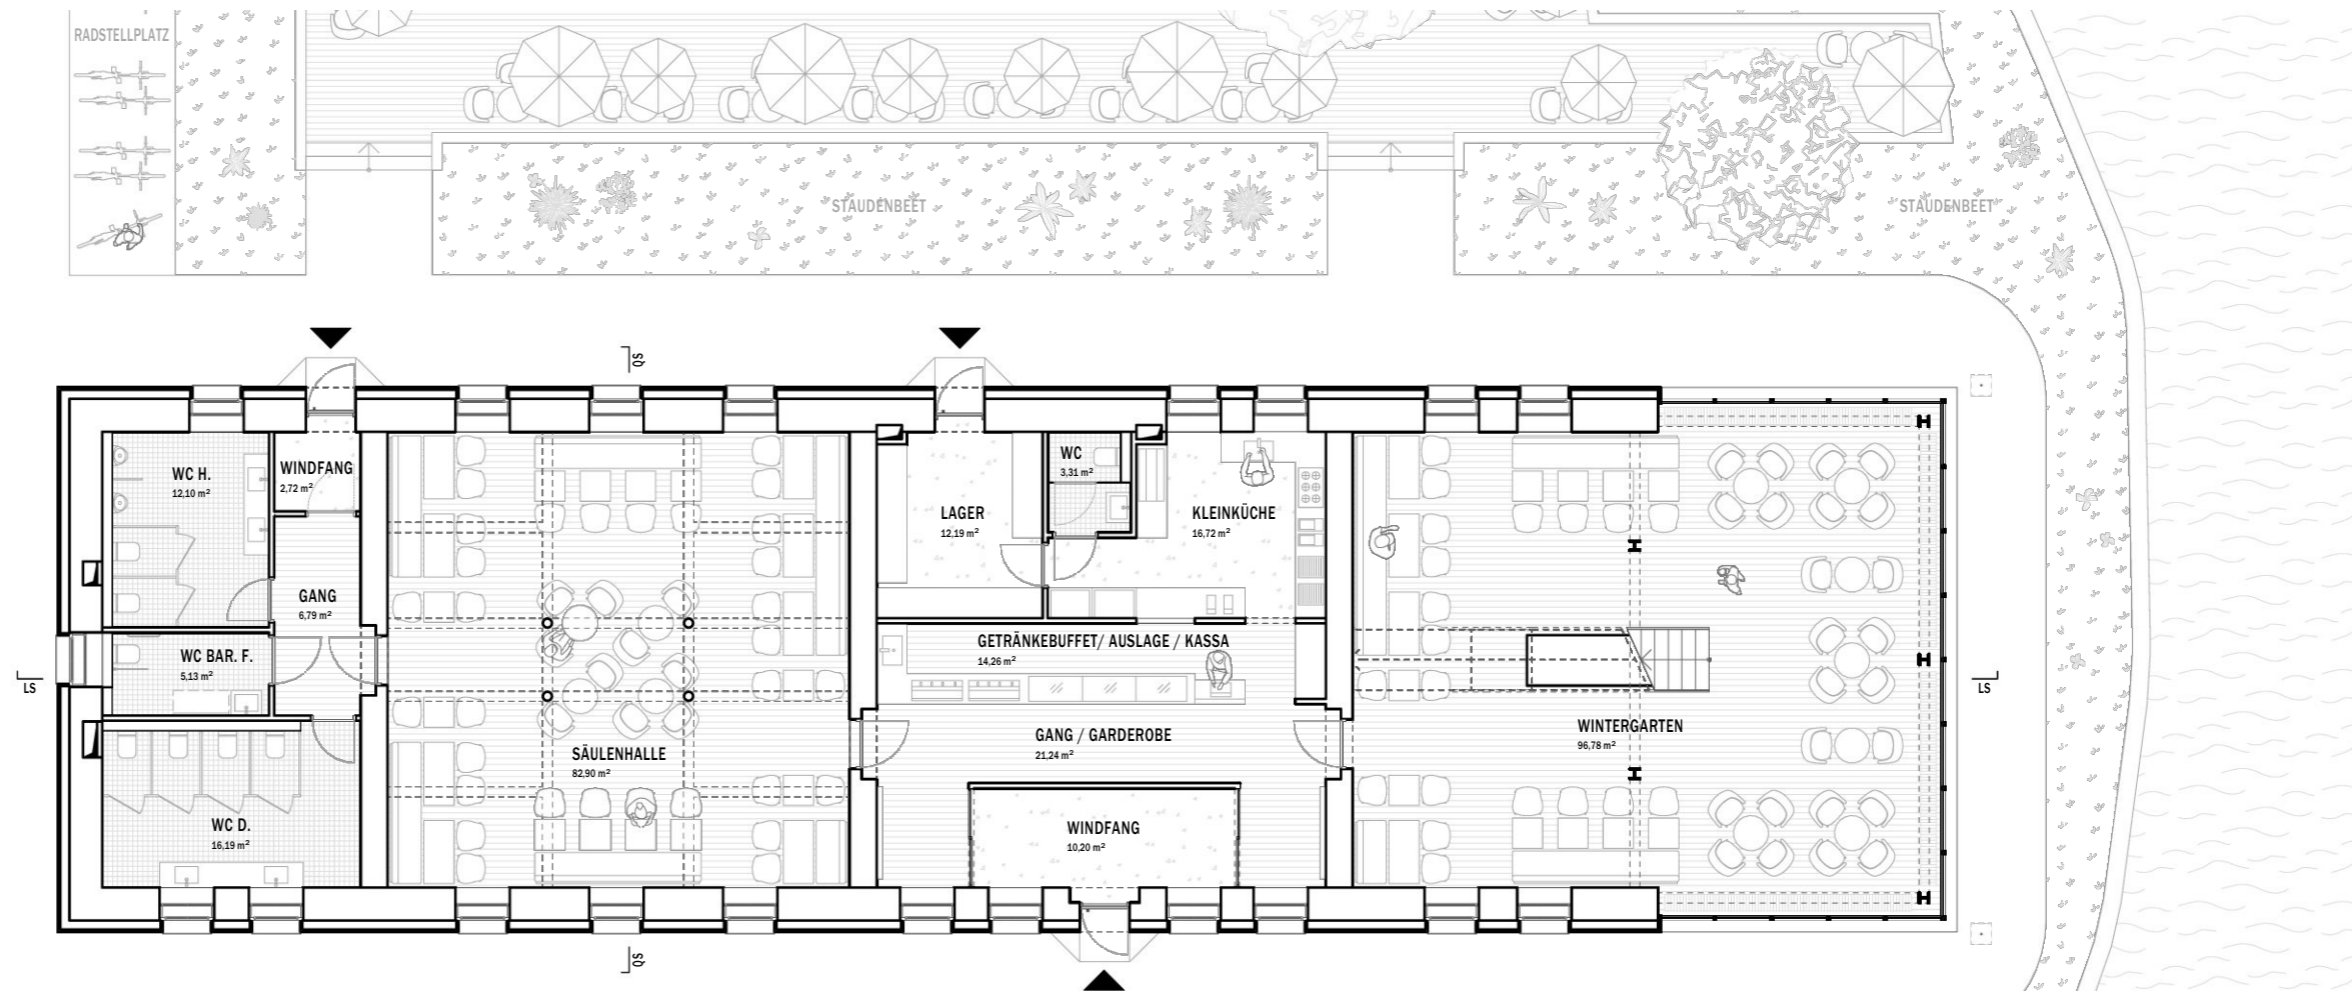 RADSTELLPLATZ
STAUDENBEET
STAUDENBEET
QS
WC H.
12,10 m²
WINDFANG
2,72 m²
GANG
6,79 m²
WC BAR. F.
5,13 m²
WC D.
16,19 m²
SÄULENHALLE
82,90 m²
LAGER
12,19 m²
WC
3,31 m²
KLEINKÜCHE
16,72 m²
GETRÄNKEBUFFET/ AUSLAGE / KASSA
14,26 m²
GANG / GARDEROBE
21,24 m²
WINDFANG
10,20 m²
WINTERGARTEN
96,78 m²
LS
LS
QS